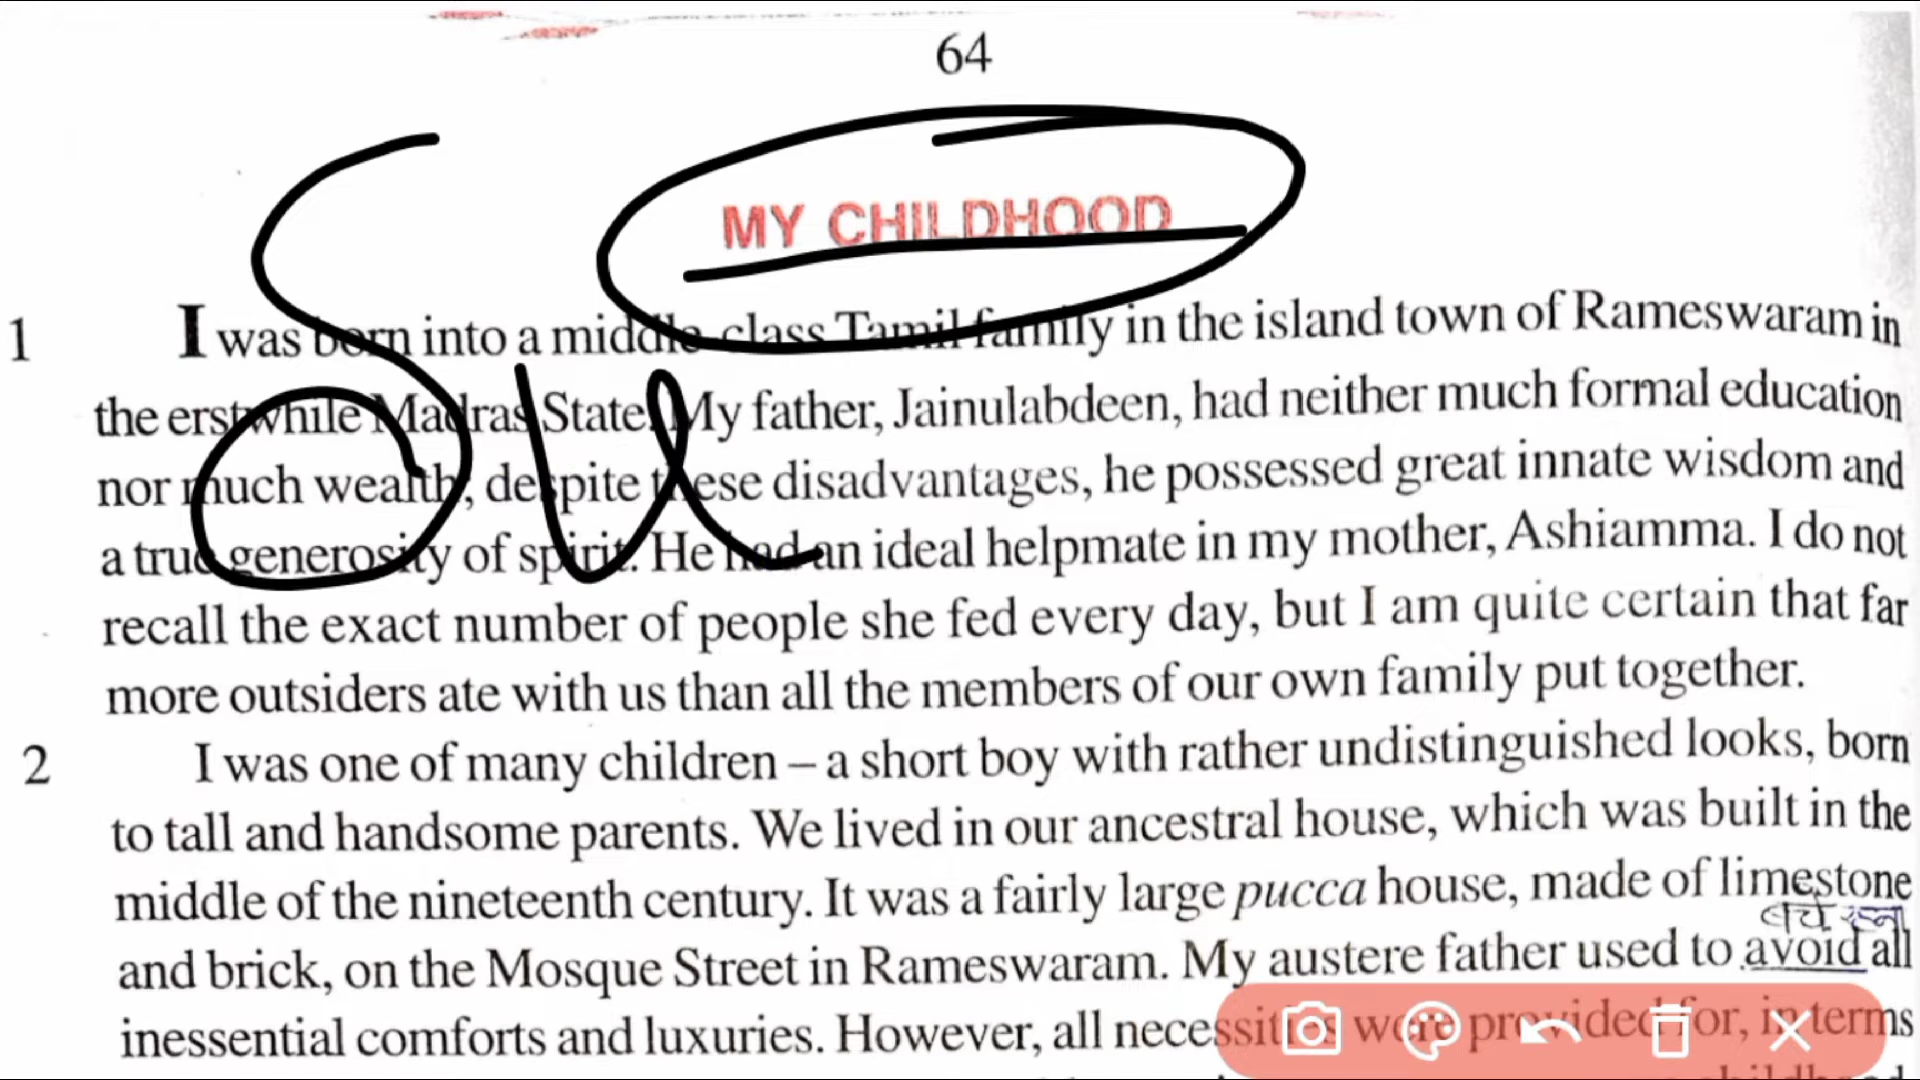 64
MY CHILDHOOD
1 I was born into a middle-class Tamil family in the island town of Rameswaram in
the erstwhile Madras State. My father, Jainulabdeen, had neither much formal education
nor much wealth, despite these disadvantages, he possessed great innate wisdom and
a true generosity of spirit. He had an ideal helpmate in my mother, Ashiamma. I do not
recall the exact number of people she fed every day, but I am quite certain that far
more outsiders ate with us than all the members of our own family put together.
2 I was one of many children – a short boy with rather undistinguished looks, born
to tall and handsome parents. We lived in our ancestral house, which was built in the
middle of the nineteenth century. It was a fairly large pucca house, made of limestone
and brick, on the Mosque Street in Rameswaram. My austere father used to avoid all
inessential comforts and luxuries. However, all necessities were provided for, in terms
childhood